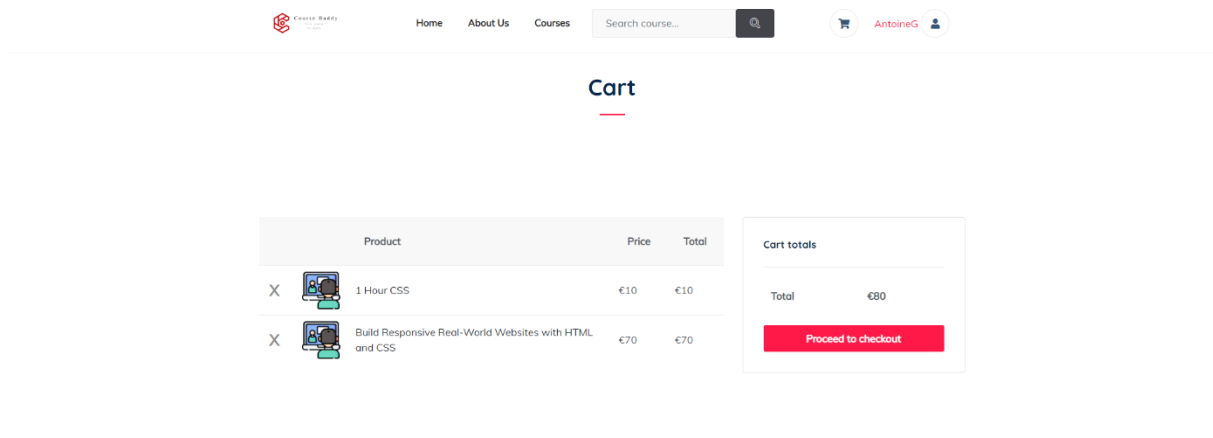 Course Buddy
Home About Us Courses Search course... AntoineG
Cart
Product Price Total
X 1 Hour CSS €10 €10
X Build Responsive Real-World Websites with HTML
and CSS €70 €70
Cart totals
Total €80
Proceed to checkout